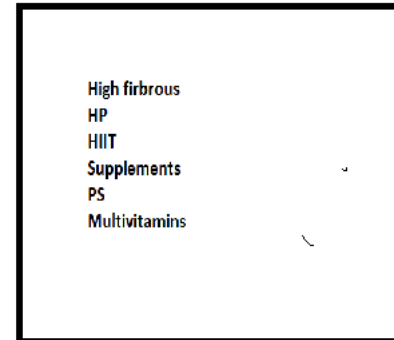 High firbrous
HP
HIIT
Supplements
PS
Multivitamins